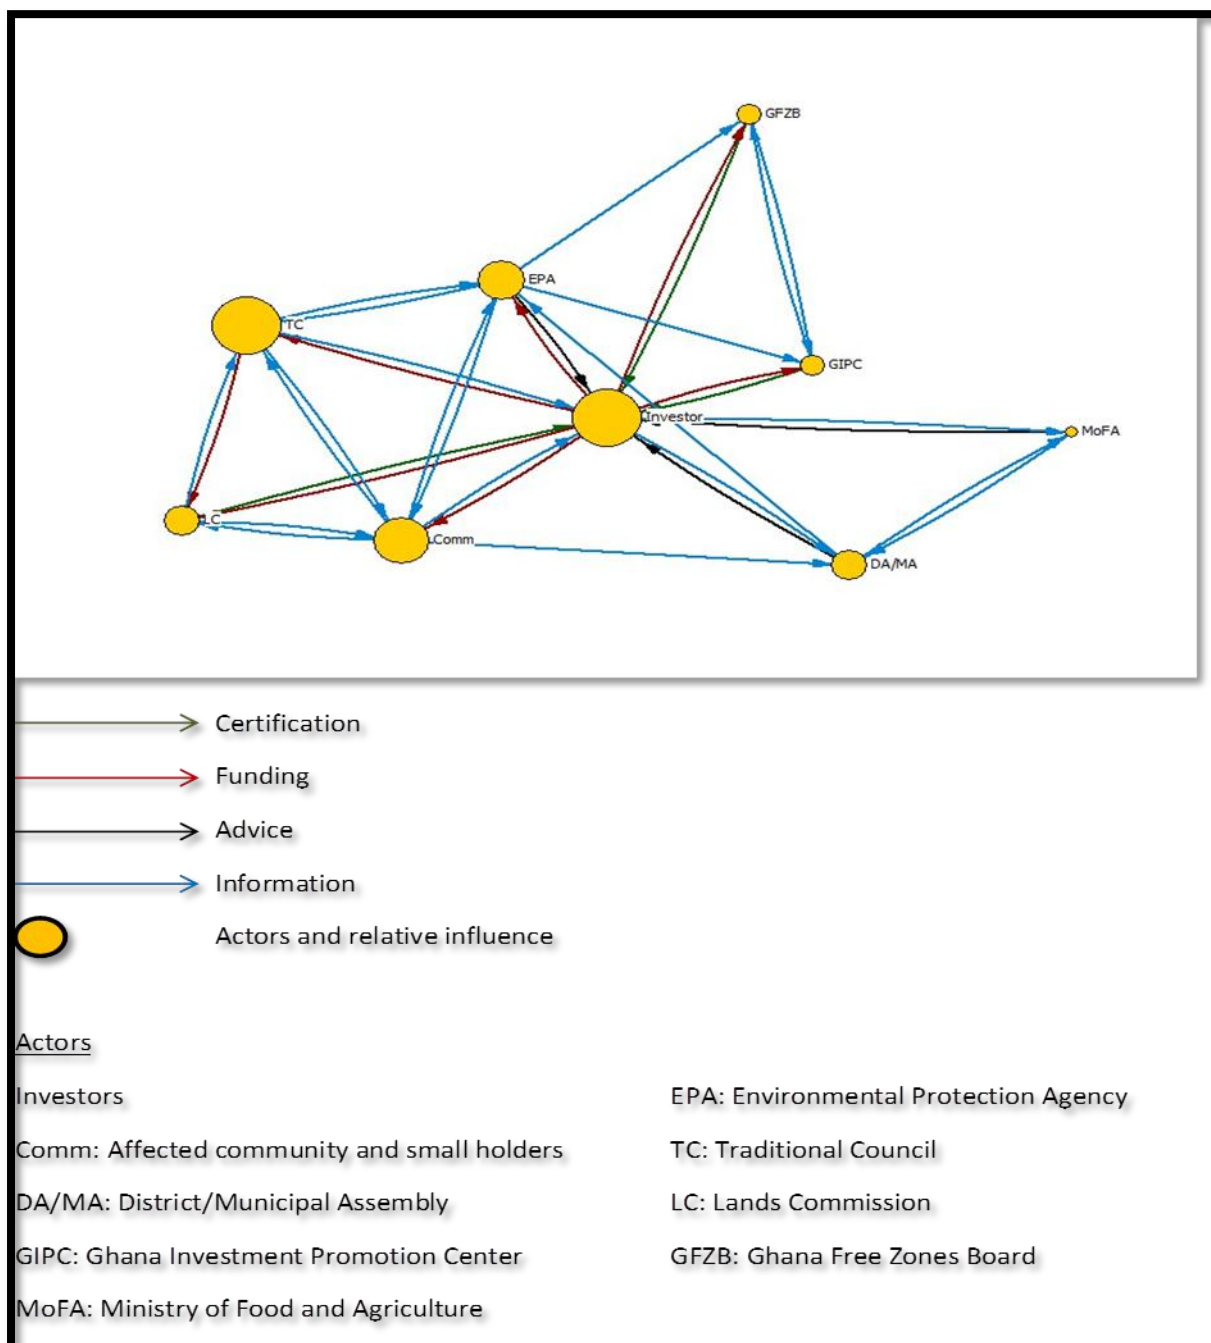 GFZB
EPA
TC
GIPC
Investor
MoFA
LC
Comm
DA/MA
Certification
Funding
Advice
Information
Actors and relative influence
Actors
Investors
EPA: Environmental Protection Agency
Comm: Affected community and small holders
TC: Traditional Council
DA/MA: District/Municipal Assembly
LC: Lands Commission
GIPC: Ghana Investment Promotion Center
GFZB: Ghana Free Zones Board
MoFA: Ministry of Food and Agriculture